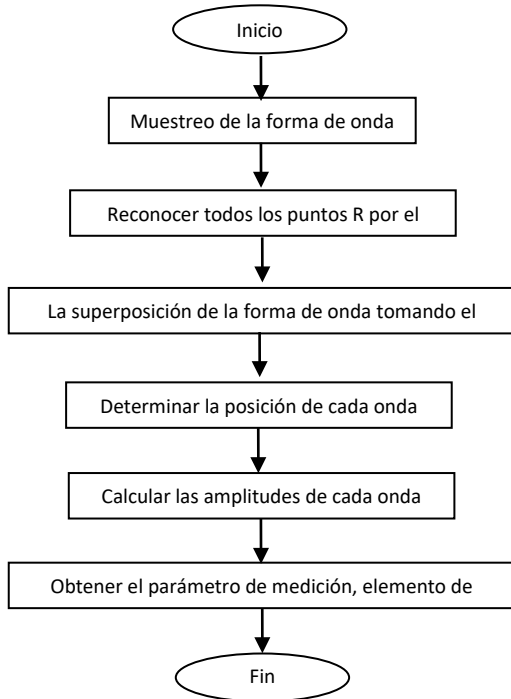 Inicio
Muestreo de la forma de onda
Reconocer todos los puntos R por el
La superposición de la forma de onda tomando el
Determinar la posición de cada onda
Calcular las amplitudes de cada onda
Obtener el parámetro de medición, elemento de
Fin